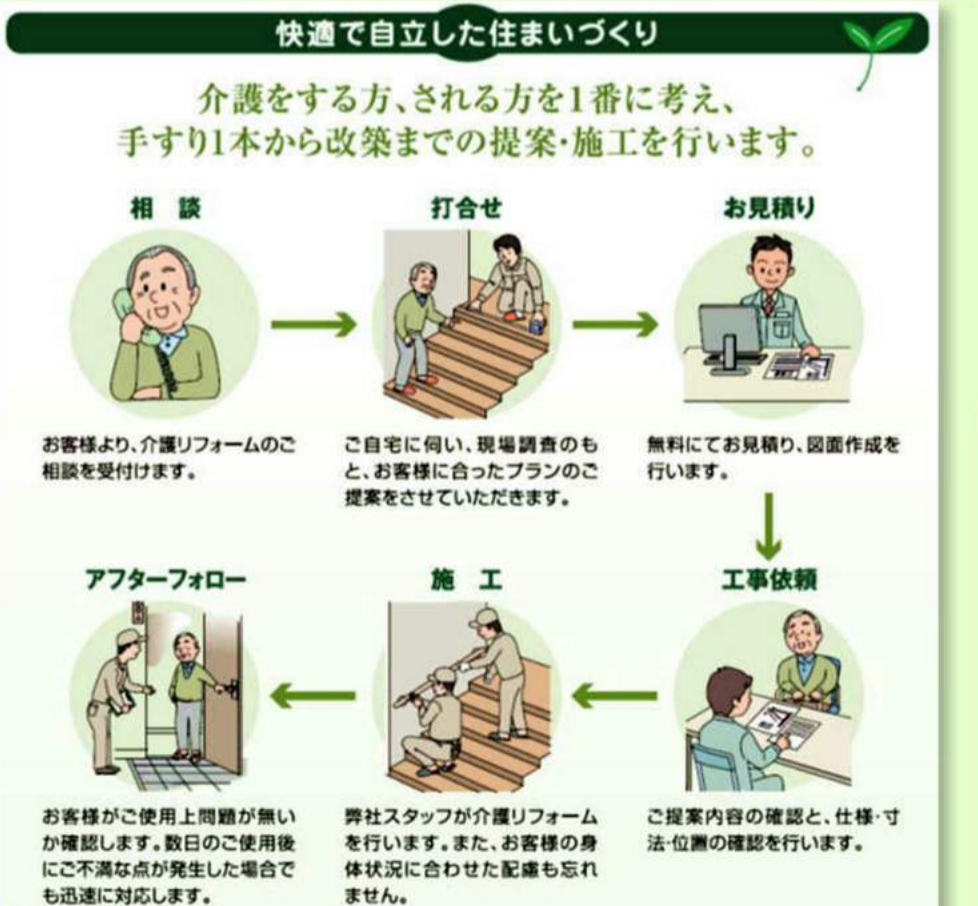 快適で自立した住まいづくり
介護をする方、される方を1番に考え、
手すり1本から改築までの提案・施工を行います。
相 談
お客様より、介護リフォームのご
相談を受付けます。
打合せ
ご自宅に伺い、現場調査のも
と、お客様に合ったプランのご
提案をさせていただきます。
お見積り
無料にてお見積り、図面作成を
行います。
工事依頼
ご提案内容の確認と、仕様・寸
法・位置の確認を行います。
施 工
弊社スタッフが介護リフォーム
を行います。また、お客様の身
体状況に合わせた配慮も忘れ
ません。
アフターフォロー
お客様がご使用上問題が無い
か確認します。数日のご使用後
にご不満な点が発生した場合で
も迅速に対応します。